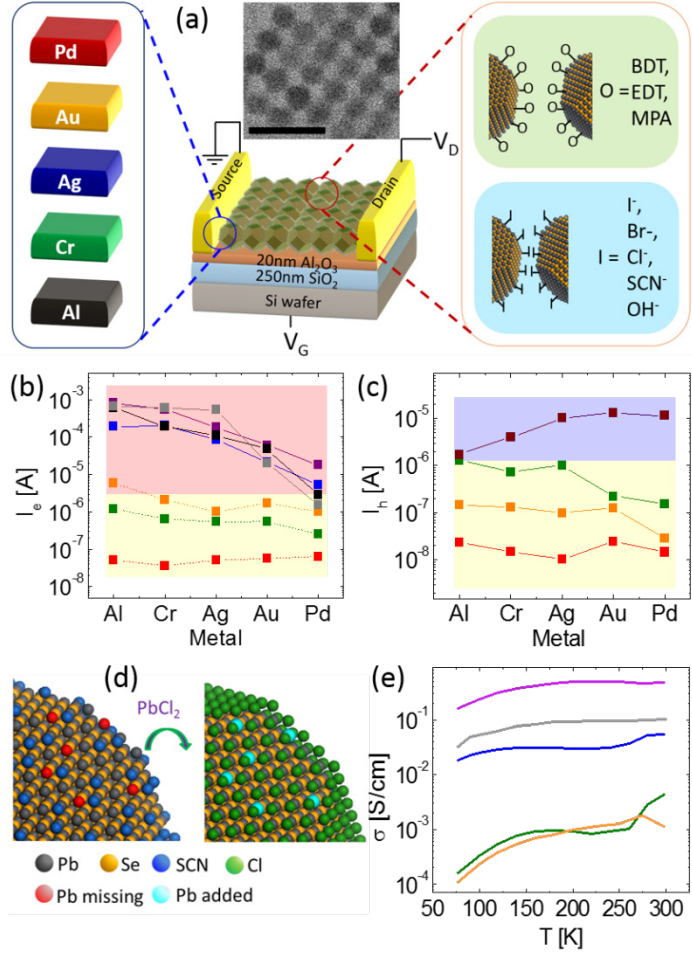 (a)
Pd
Au
Ag
Cr
Al
Source
Drain
V_D
20nm Al₂O₃
250nm SiO₂
Si wafer
V_G
BDT,
O = EDT,
MPA
I⁻,
Br-,
I = Cl⁻,
SCN⁻
OH⁻
(b)
I_e [A]
10⁻³
10⁻⁴
10⁻⁵
10⁻⁶
10⁻⁷
10⁻⁸
Al Cr Ag Au Pd
Metal
(c)
I_h [A]
10⁻⁵
10⁻⁶
10⁻⁷
10⁻⁸
Al Cr Ag Au Pd
Metal
(d)
PbCl₂
Pb Se SCN Cl
Pb missing Pb added
(e)
σ [S/cm]
10⁻¹
10⁻²
10⁻³
10⁻⁴
50 100 150 200 250 300
T [K]